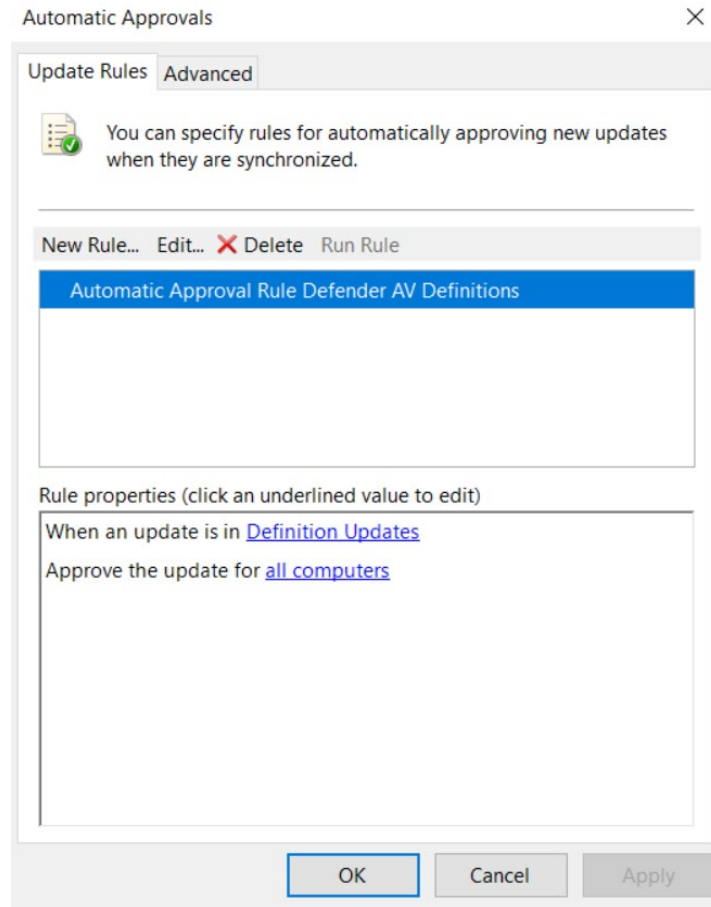 Automatic Approvals
Update Rules Advanced
You can specify rules for automatically approving new updates
when they are synchronized.
New Rule... Edit... Delete Run Rule
Automatic Approval Rule Defender AV Definitions
Rule properties (click an underlined value to edit)
When an update is in Definition Updates
Approve the update for all computers
OK Cancel Apply